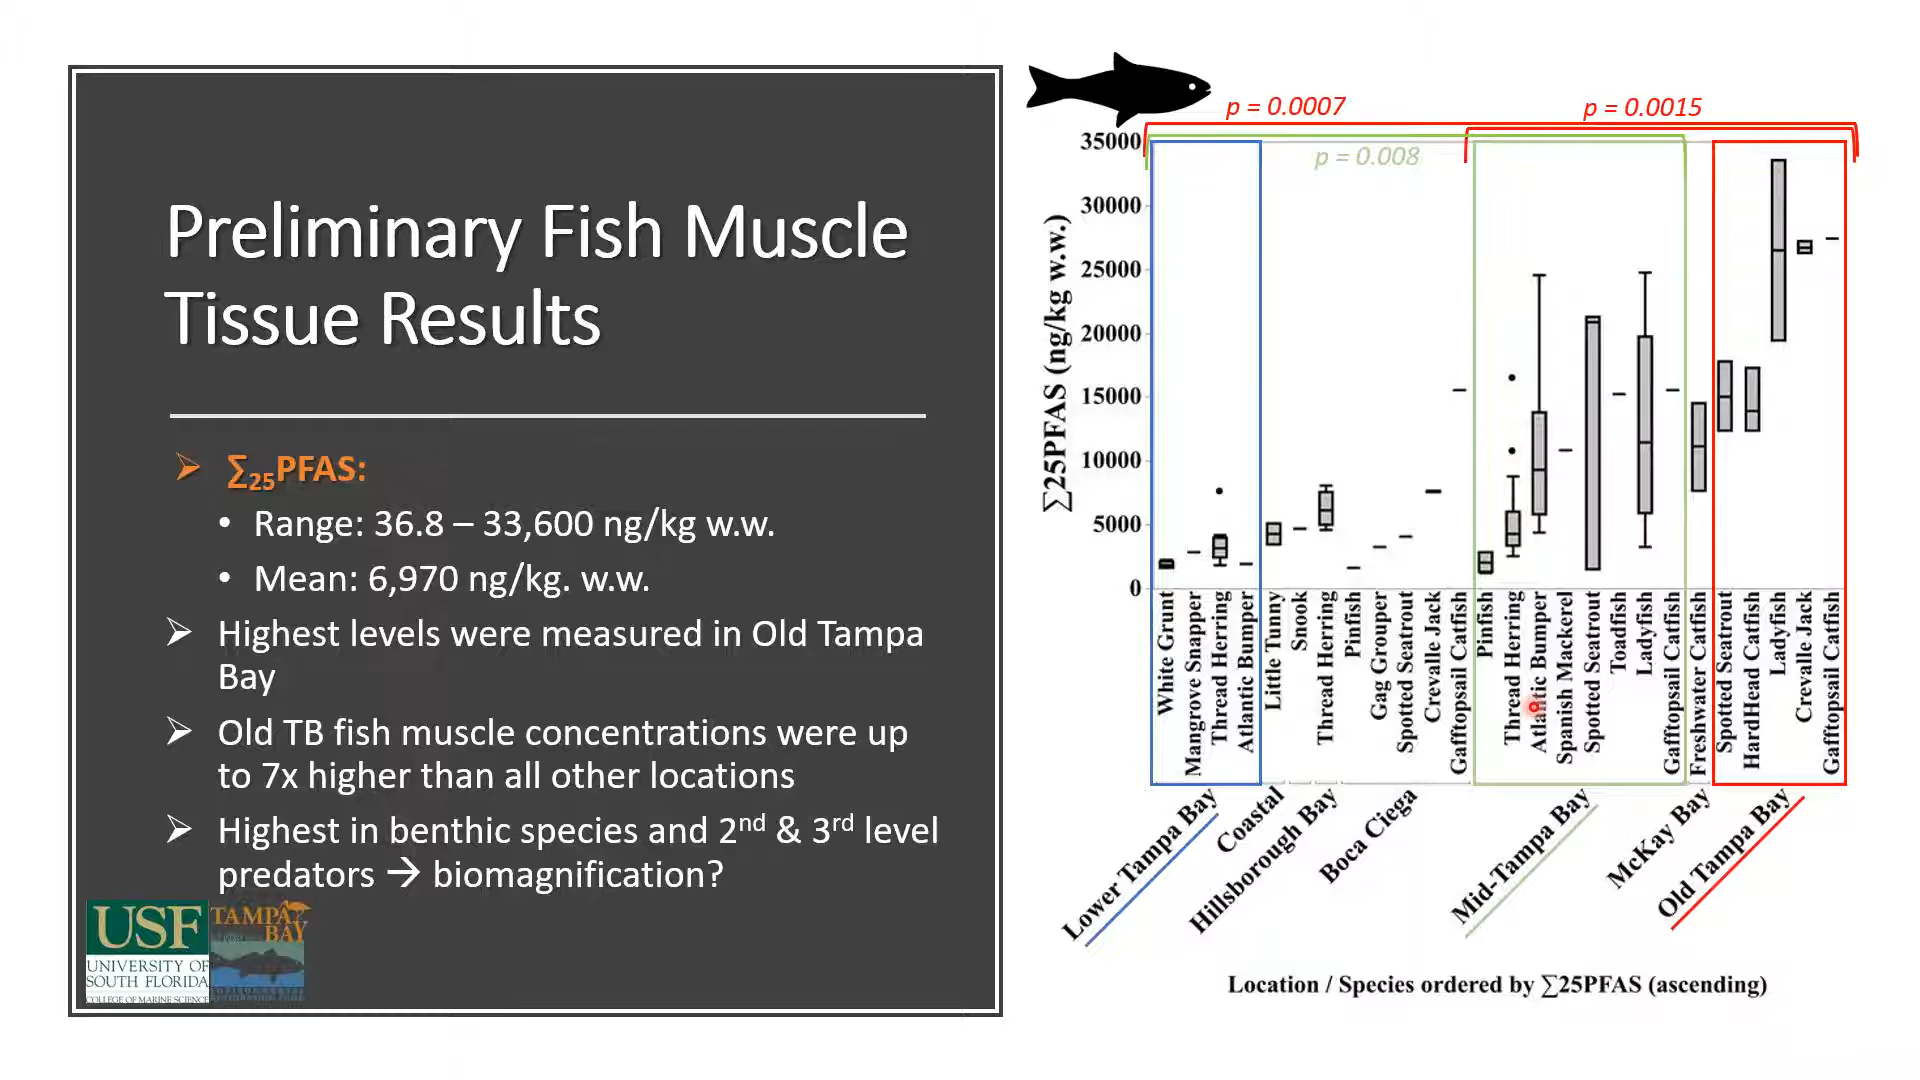 Preliminary Fish Muscle
Tissue Results
➢ ∑25PFAS:
• Range: 36.8 – 33,600 ng/kg w.w.
• Mean: 6,970 ng/kg. w.w.
➢ Highest levels were measured in Old Tampa
Bay
➢ Old TB fish muscle concentrations were up
to 7x higher than all other locations
➢ Highest in benthic species and 2nd & 3rd level
predators → biomagnification?
USF
UNIVERSITY OF
SOUTH FLORIDA
COLLEGE OF MARINE SCIENCE
TAMPA
BAY
p = 0.0007
p = 0.0015
p = 0.008
∑25PFAS (ng/kg w.w.)
35000
30000
25000
20000
15000
10000
5000
0
White Grunt
Mangrove Snapper
Thread Herring
Atlantic Bumper
Little Tunny
Snook
Thread Herring
Pinfish
Gag Grouper
Spotted Seatrout
Crevalle Jack
Gafftopsail Catfish
Pinfish
Thread Herring
Atlantic Bumper
Spanish Mackerel
Spotted Seatrout
Toadfish
Ladyfish
Gafftopsail Catfish
Freshwater Catfish
Spotted Seatrout
HardHead Catfish
Ladyfish
Crevalle Jack
Gafftopsail Catfish
Lower Tampa Bay
Coastal
Hillsborough Bay
Boca Ciega
Mid-Tampa Bay
McKay Bay
Old Tampa Bay
Location / Species ordered by ∑25PFAS (ascending)